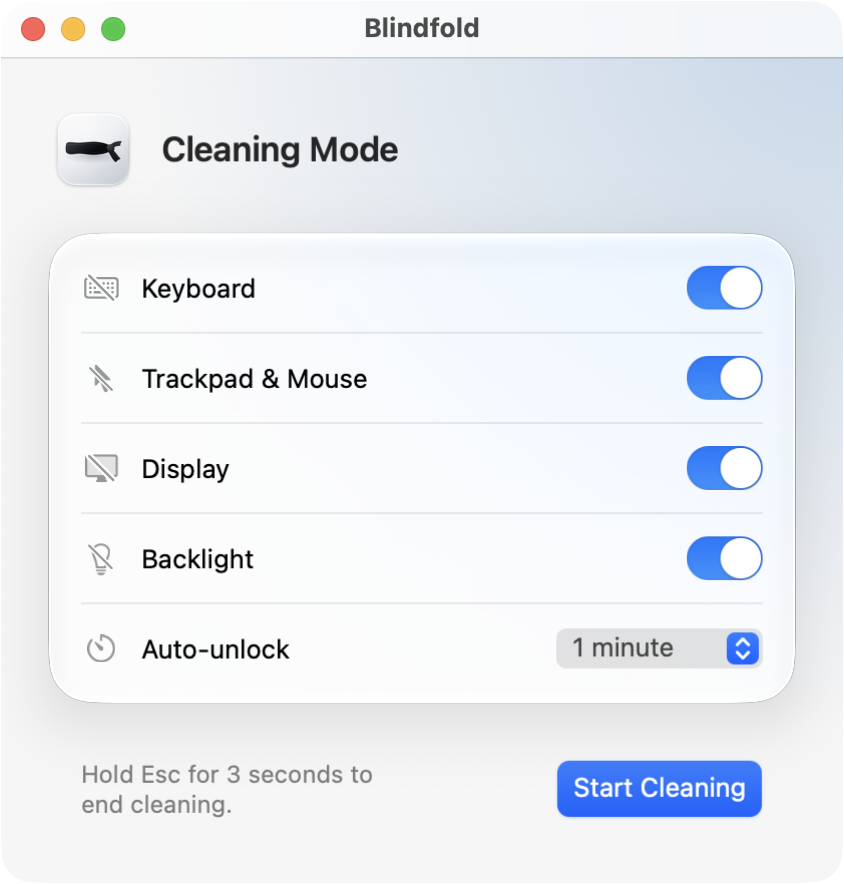 Blindfold
Cleaning Mode
Keyboard
Trackpad & Mouse
Display
Backlight
Auto-unlock
1 minute
Hold Esc for 3 seconds to
end cleaning.
Start Cleaning